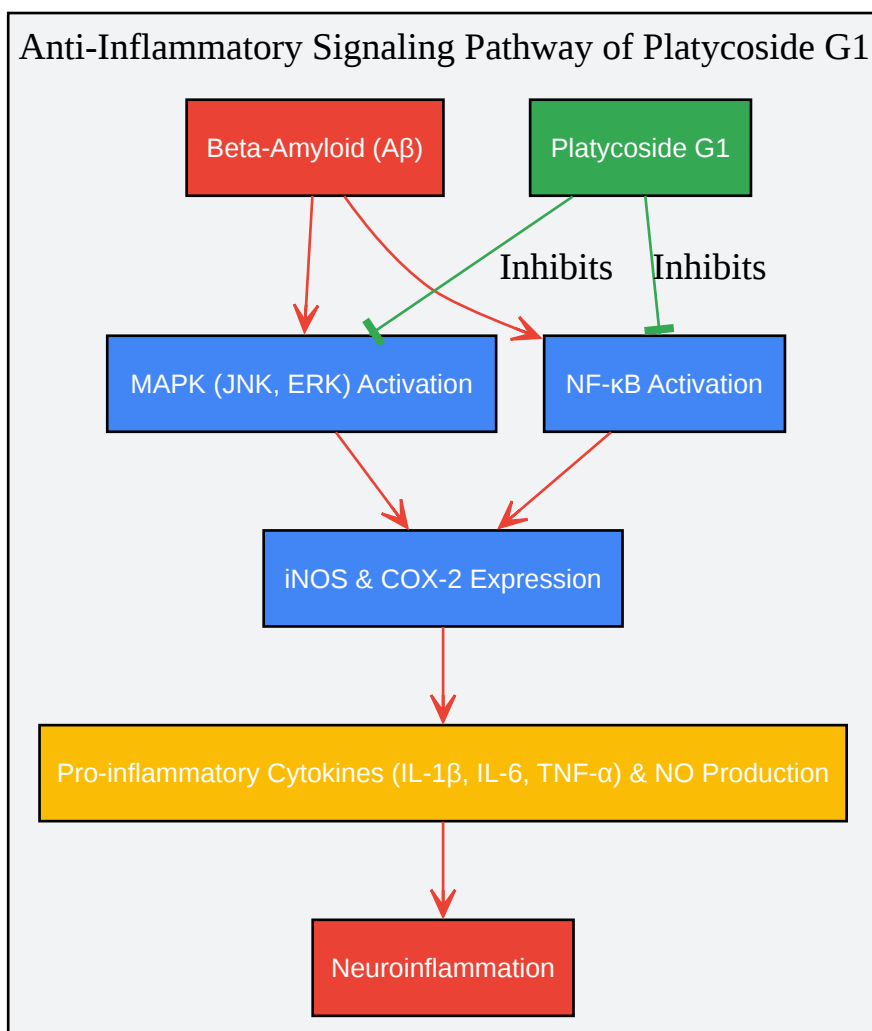 Anti-Inflammatory Signaling Pathway of Platycoside G1
Beta-Amyloid (Aβ)
Platycoside G1
Inhibits
Inhibits
MAPK (JNK, ERK) Activation
NF-κB Activation
iNOS & COX-2 Expression
Pro-inflammatory Cytokines (IL-1β, IL-6, TNF-α) & NO Production
Neuroinflammation